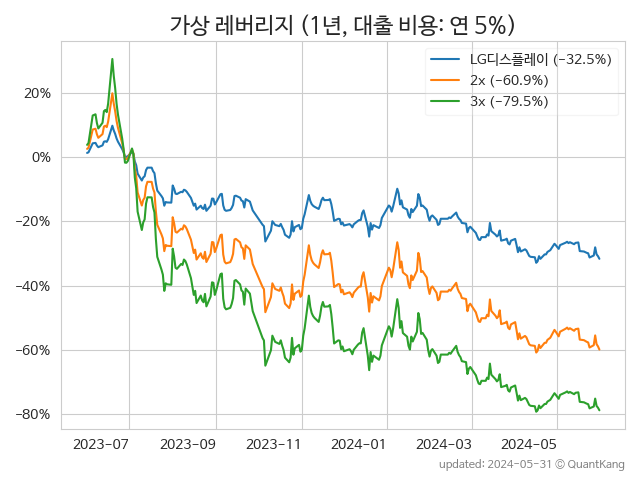 가상 레버리지 (1년, 대출 비용: 연 5%)
LG디스플레이 (−32.5%)
2x (−60.9%)
3x (−79.5%)
20%
0%
−20%
−40%
−60%
−80%
2023-07
2023-09
2023-11
2024-01
2024-03
2024-05
updated: 2024-05-31 © QuantKang